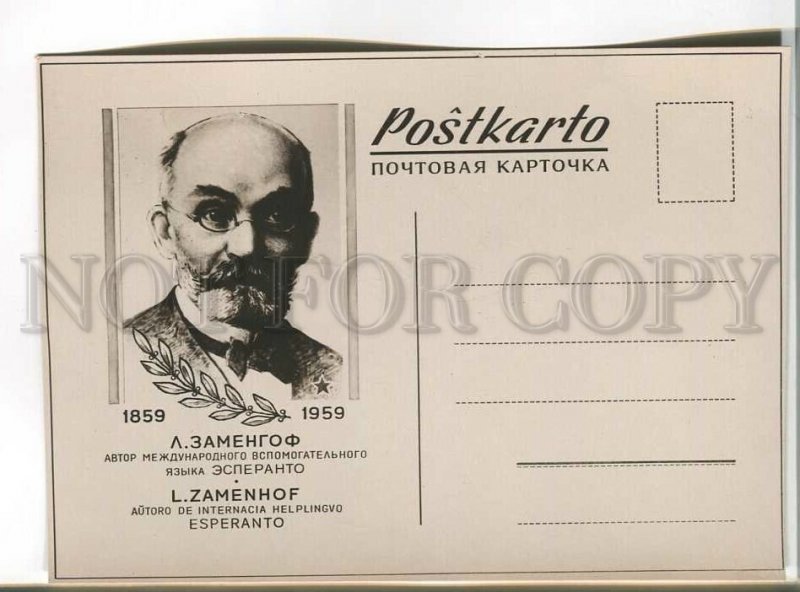 Poŝtkarto
ПОЧТОВАЯ КАРТОЧКА
1859 1959
Л.ЗАМЕНГОФ
АВТОР МЕЖДУНАРОДНОГО ВСПОМОГАТЕЛЬНОГО
ЯЗЫКА ЭСПЕРАНТО
L.ZAMENHOF
AŬTORO DE INTERNACIA HELPLINGVO
ESPERANTO
NOT FOR COPY